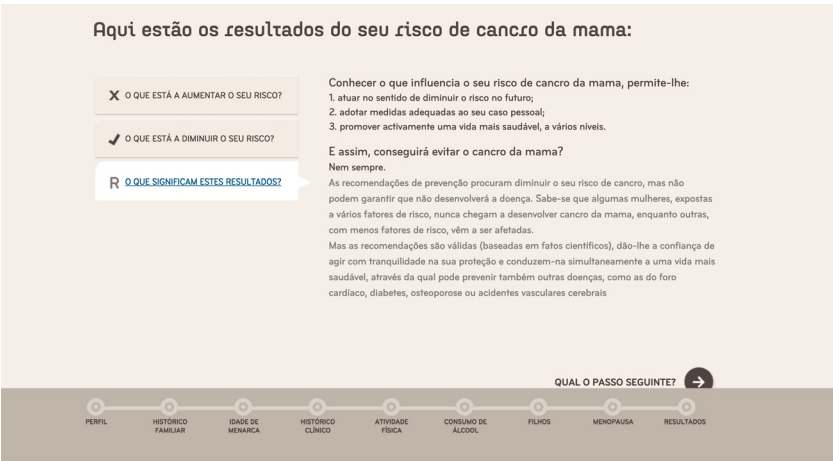 Aqui estão os resultados do seu risco de cancro da mama:
X O QUE ESTÁ A AUMENTAR O SEU RISCO?
O QUE ESTÁ A DIMINUIR O SEU RISCO?
R O QUE SIGNIFICAM ESTES RESULTADOS?
Conhecer o que influencia o seu risco de cancro da mama, permite-lhe:
1. atuar no sentido de diminuir o risco no futuro;
2. adotar medidas adequadas ao seu caso pessoal;
3. promover activamente uma vida mais saudável, a vários níveis.
E assim, conseguirá evitar o cancro da mama?
Nem sempre.
As recomendações de prevenção procuram diminuir o seu risco de cancro, mas não
podem garantir que não desenvolverá a doença. Sabe-se que algumas mulheres, expostas
a vários fatores de risco, nunca chegam a desenvolver cancro da mama, enquanto outras,
com menos fatores de risco, vêm a ser afetadas.
Mas as recomendações são válidas (baseadas em fatos científicos), dão-lhe a confiança de
agir com tranquilidade na sua proteção e conduzem-na simultaneamente a uma vida mais
saudável, através da qual pode prevenir também outras doenças, como as do foro
cardíaco, diabetes, osteoporose ou acidentes vasculares cerebrais
QUAL O PASSO SEGUINTE?
PERFIL
HISTÓRICO
FAMILIAR
IDADE DE
MENARCA
HISTÓRICO
CLÍNICO
ATIVIDADE
FÍSICA
CONSUMO DE
ÁLCOOL
FILHOS
MENOPAUSA
RESULTADOS